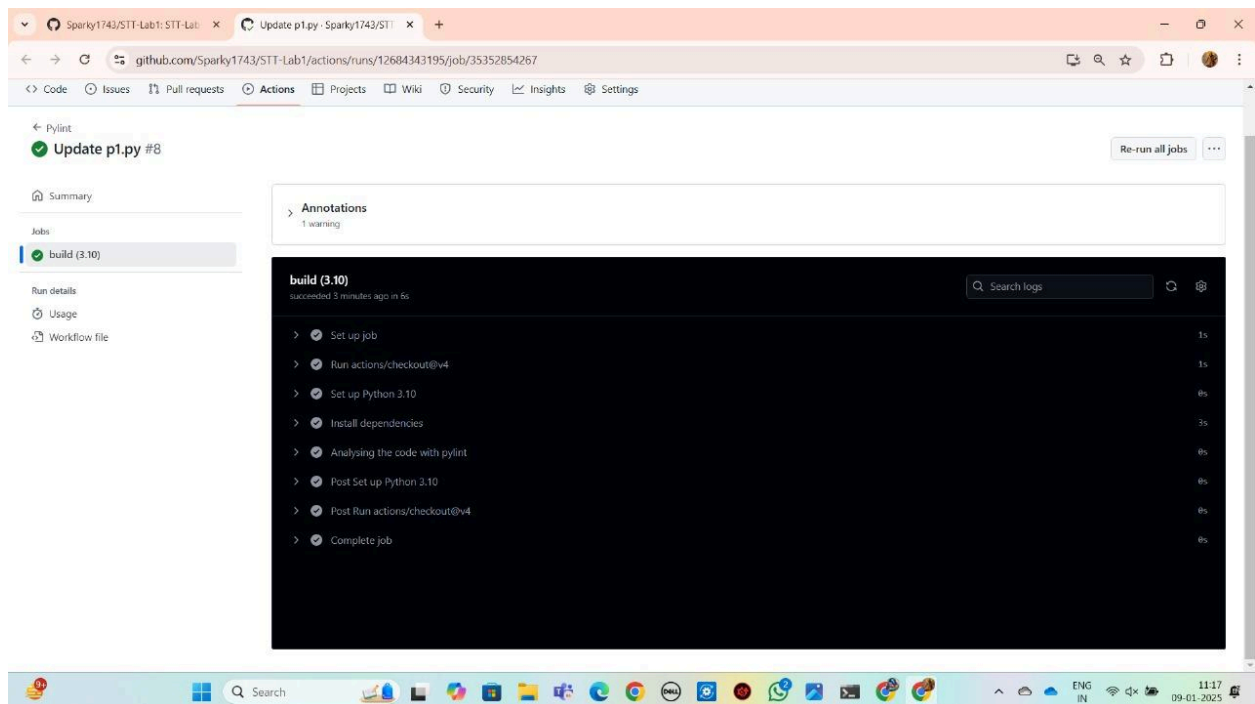 Sparky1743/STT-Lab1: STT-Lab
Update p1.py · Sparky1743/STT
github.com/Sparky1743/STT-Lab1/actions/runs/12684343195/job/35352854267
Code Issues Pull requests Actions Projects Wiki Security Insights Settings
Pylint
Update p1.py #8
Re-run all jobs
Summary
Jobs
build (3.10)
Run details
Usage
Workflow file
Annotations
1 warning
build (3.10)
succeeded 3 minutes ago in 6s
Search logs
Set up job 1s
Run actions/checkout@v4 1s
Set up Python 3.10 0s
Install dependencies 3s
Analysing the code with pylint 0s
Post Set up Python 3.10 0s
Post Run actions/checkout@v4 0s
Complete job 0s
9+
Search
DELL
2
ENG
IN
11:17
09-01-2025